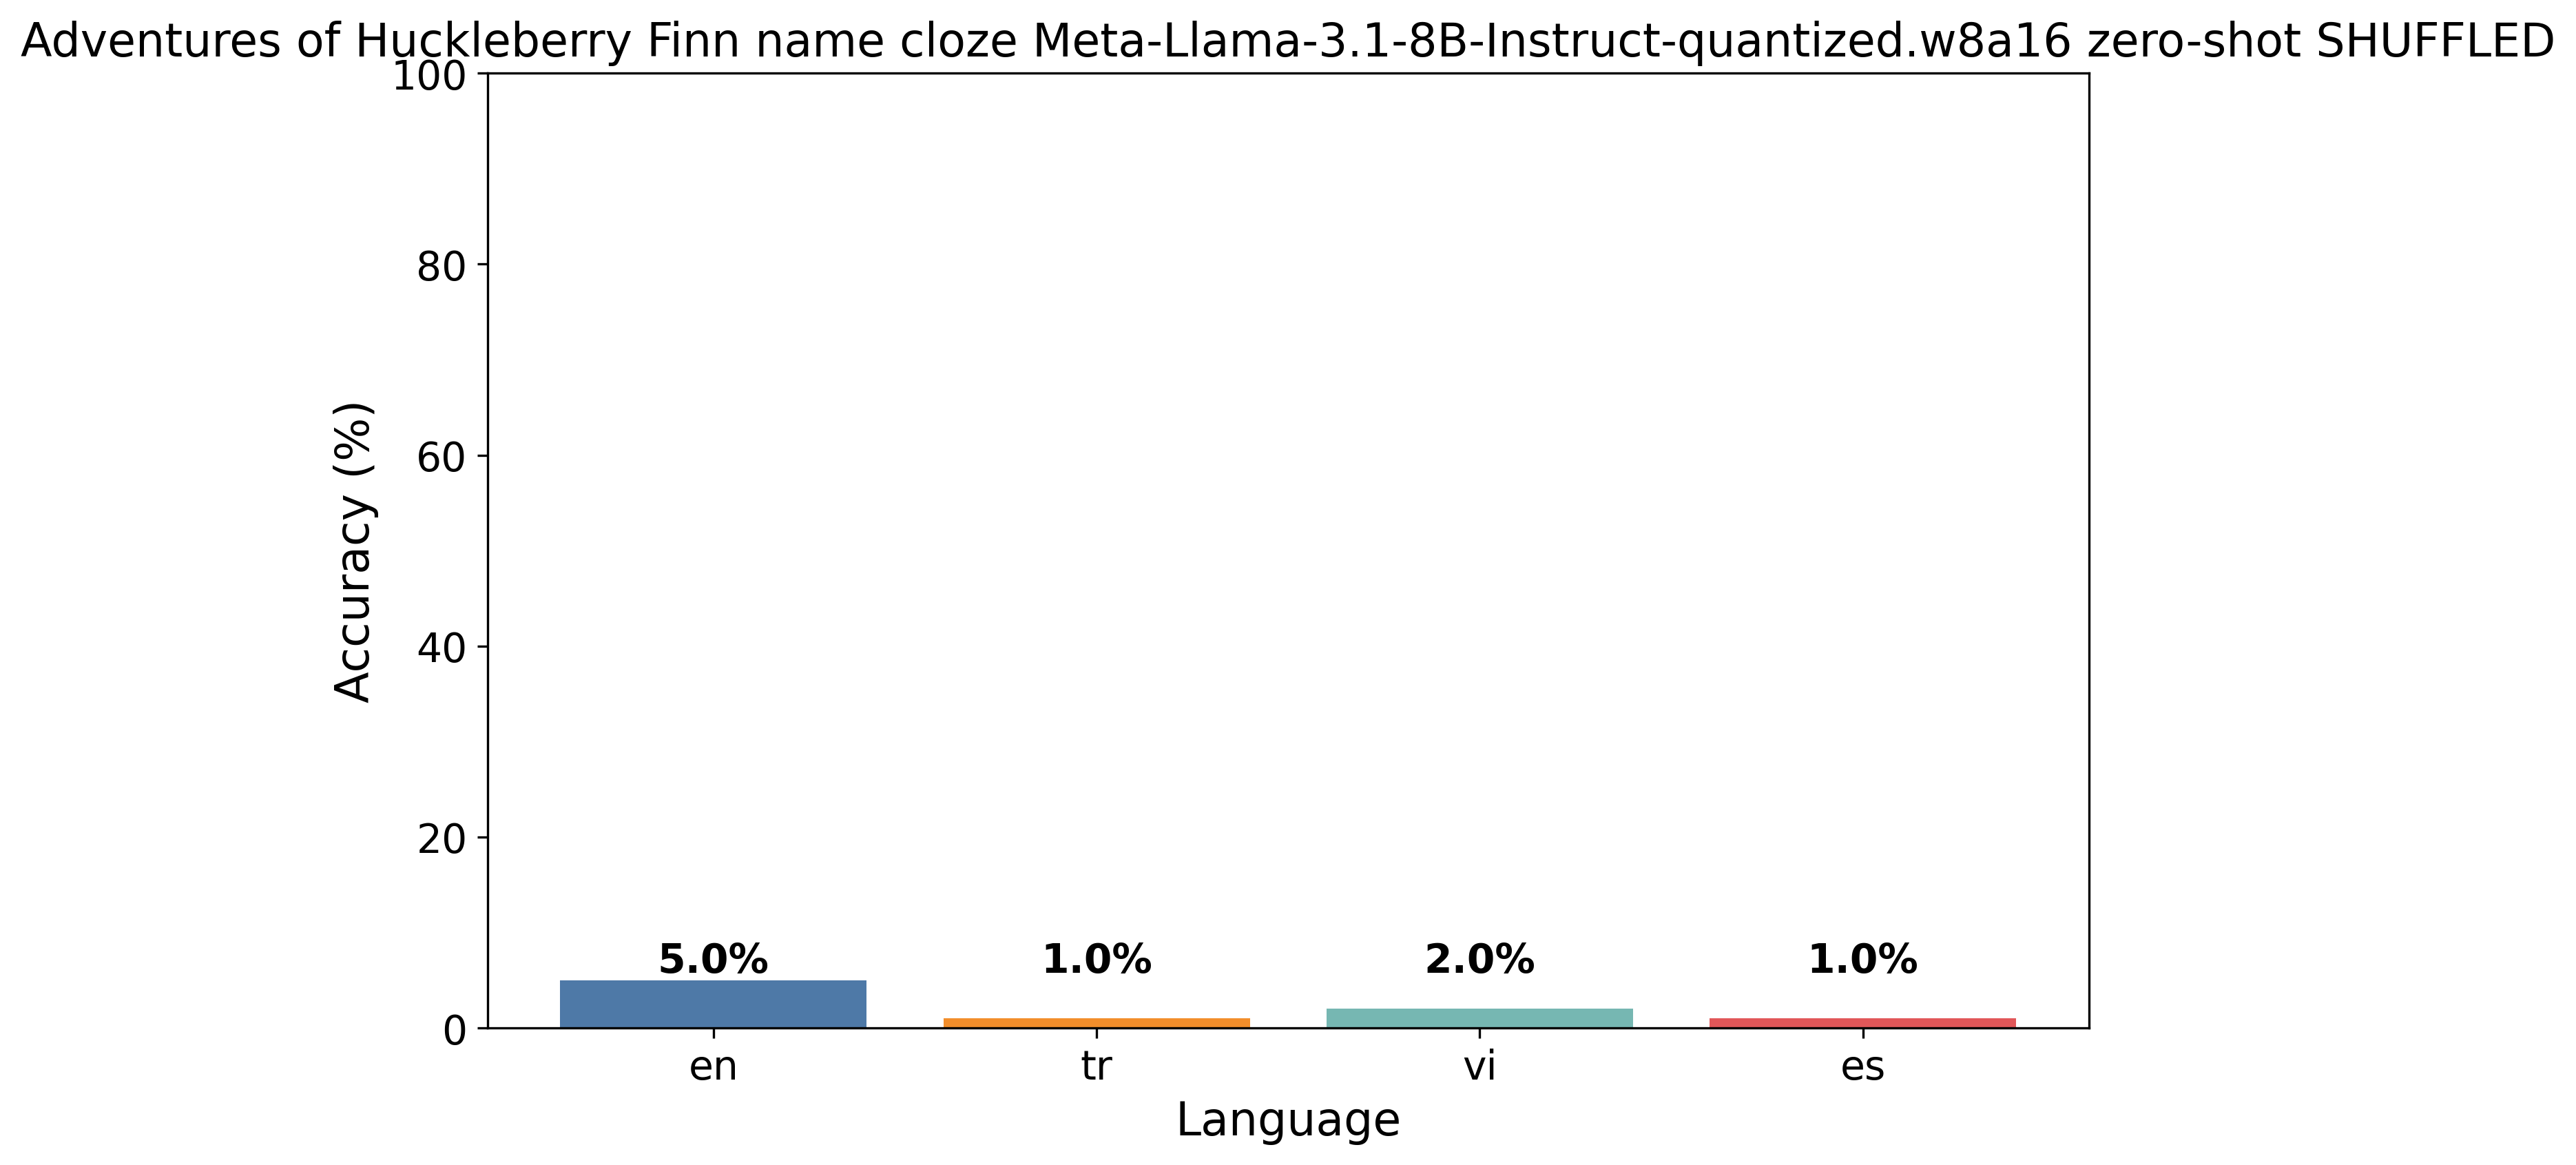 Adventures of Huckleberry Finn name cloze Meta-Llama-3.1-8B-Instruct-quantized.w8a16 zero-shot SHUFFLED
100
80
60
40
20
0
Accuracy (%)
5.0%
1.0%
2.0%
1.0%
en
tr
vi
es
Language